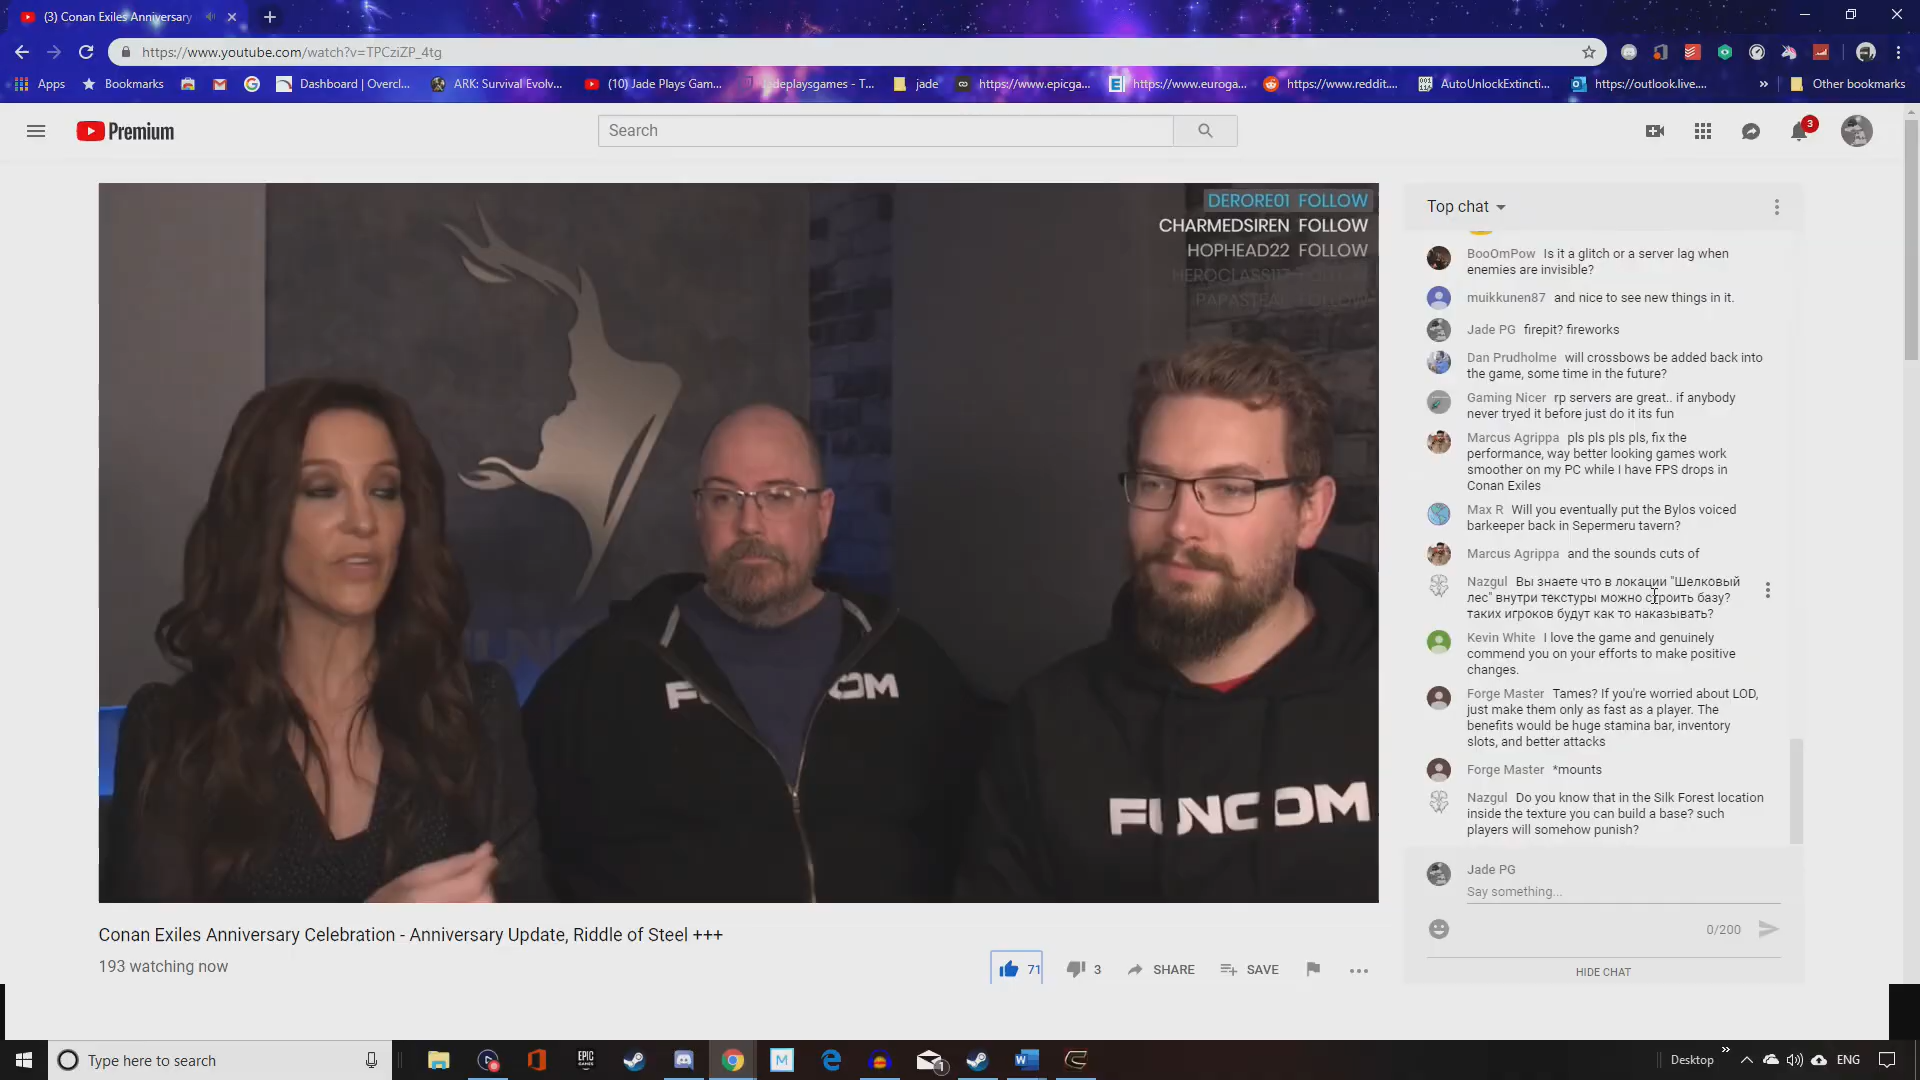 (3) Conan Exiles Anniversary
https://www.youtube.com/watch?v=TPCziZP_4tg
Apps
Bookmarks
Dashboard | Overcl...
ARK: Survival Evolv...
(10) Jade Plays Gam...
jadeplaysgames - T...
jade
https://www.epicga...
https://www.euroga...
https://www.reddit....
AutoUnlockExtincti...
https://outlook.live....
»
Other bookmarks
Premium
Search
3
DERORE01 FOLLOW
CHARMEDSIREN FOLLOW
HOPHEAD22 FOLLOW
HEROCLASS117 FOLLOW
PAPASTEAL FOLLOW
FUNCOM
FUNCOM
Conan Exiles Anniversary Celebration - Anniversary Update, Riddle of Steel +++
193 watching now
71
3
SHARE
SAVE
Top chat
BooOmPow Is it a glitch or a server lag when
enemies are invisible?
muikkunen87 and nice to see new things in it.
Jade PG firepit? fireworks
Dan Prudholme will crossbows be added back into
the game, some time in the future?
Gaming Nicer rp servers are great.. if anybody
never tryed it before just do it its fun
Marcus Agrippa pls pls pls pls, fix the
performance, way better looking games work
smoother on my PC while I have FPS drops in
Conan Exiles
Max R Will you eventually put the Bylos voiced
barkeeper back in Sepermeru tavern?
Marcus Agrippa and the sounds cuts of
Nazgul Вы знаете что в локации "Шелковый
лес" внутри текстуры можно строить базу?
таких игроков будут как то наказывать?
Kevin White I love the game and genuinely
commend you on your efforts to make positive
changes.
Forge Master Tames? If you're worried about LOD,
just make them only as fast as a player. The
benefits would be huge stamina bar, inventory
slots, and better attacks
Forge Master *mounts
Nazgul Do you know that in the Silk Forest location
inside the texture you can build a base? such
players will somehow punish?
Jade PG
Say something...
0/200
HIDE CHAT
Type here to search
EPIC GAMES
M
1
Desktop
»
ENG